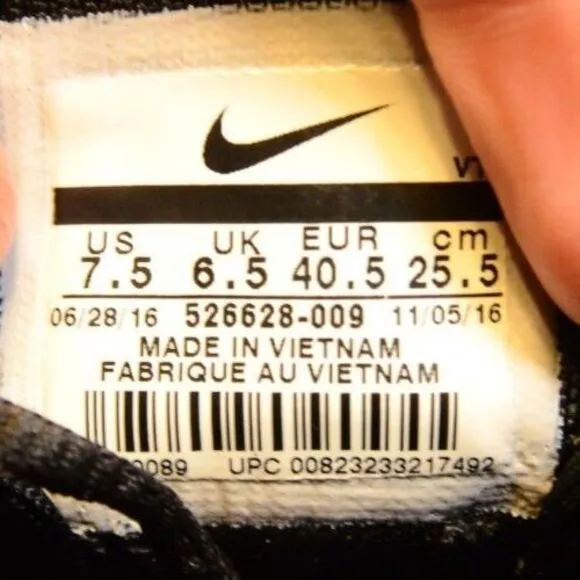 US UK EUR cm
7.5 6.5 40.5 25.5
06/28/16 526628-009 11/05/16
MADE IN VIETNAM
FABRIQUE AU VIETNAM
0089 UPC 00823233217492